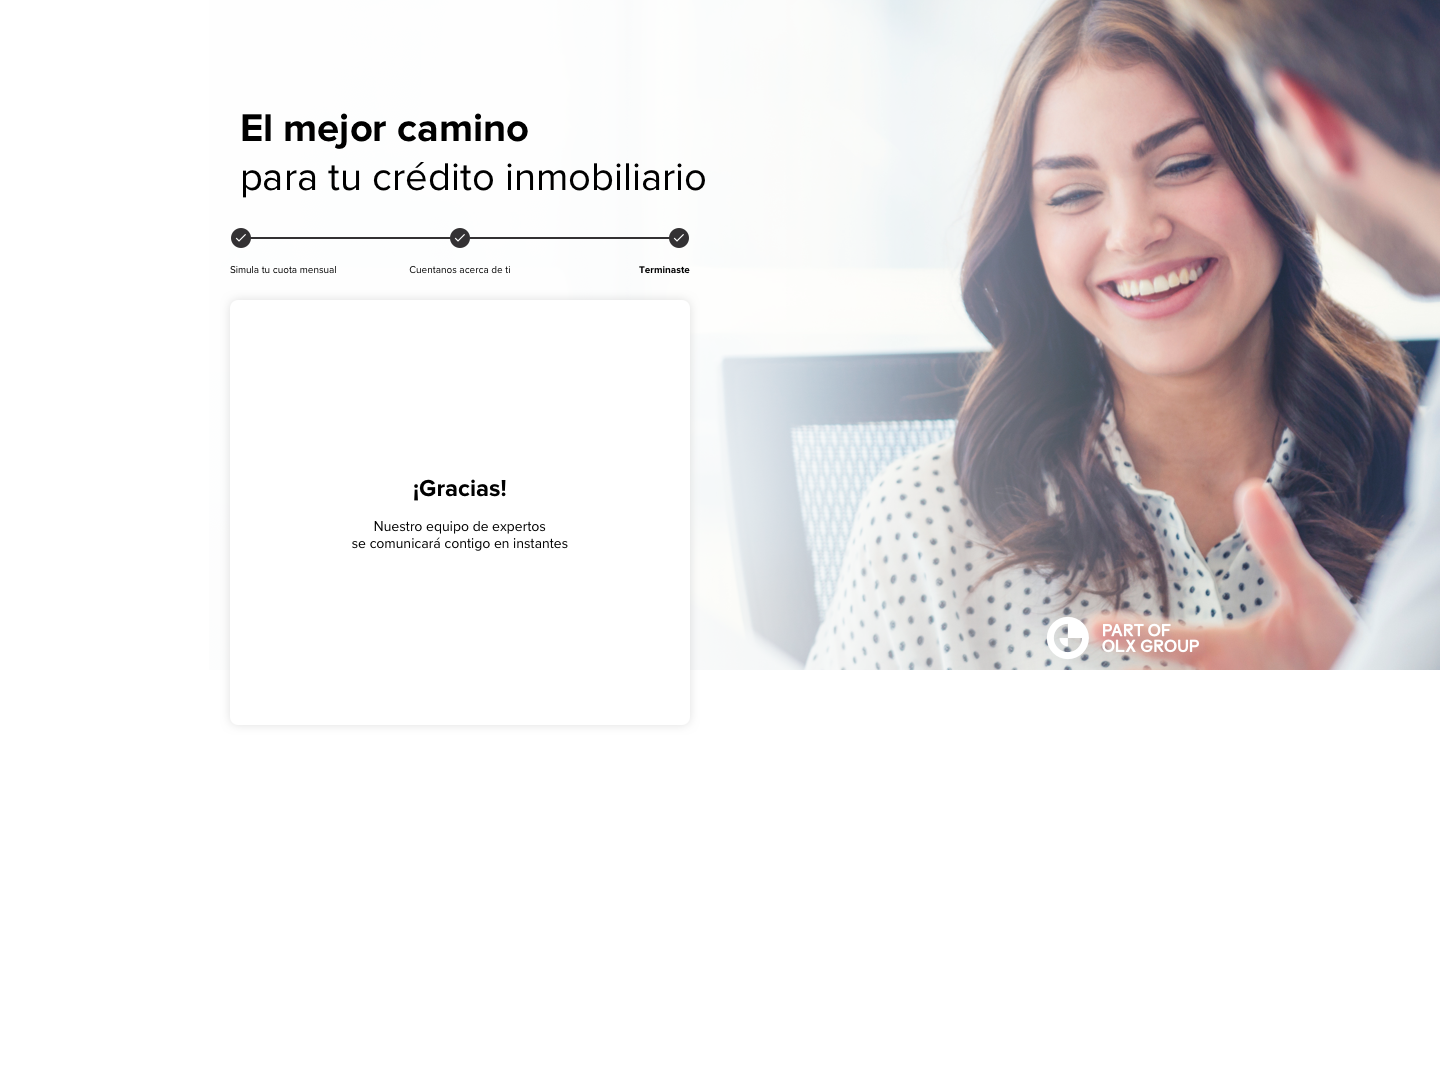 El mejor camino
para tu crédito inmobiliario
Simula tu cuota mensual
Cuentanos acerca de ti
Terminaste
¡Gracias!
Nuestro equipo de expertos
se comunicará contigo en instantes
PART OF
OLX GROUP